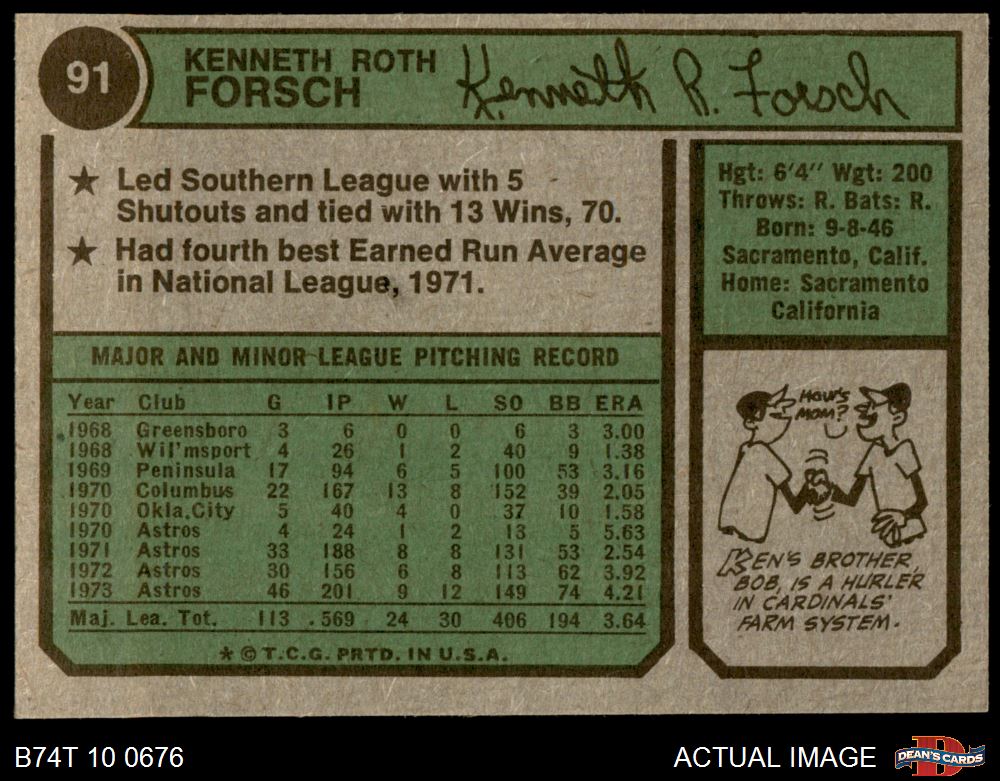 91
KENNETH ROTH
FORSCH
Kenneth R. Forsch
★ Led Southern League with 5
Shutouts and tied with 13 Wins, 70.
★ Had fourth best Earned Run Average
in National League, 1971.
Hgt: 6'4'' Wgt: 200
Throws: R. Bats: R.
Born: 9-8-46
Sacramento, Calif.
Home: Sacramento
California
MAJOR AND MINOR LEAGUE PITCHING RECORD
Year Club G IP W L SO BB ERA
1968 Greensboro 3 6 0 0 6 3 3.00
1968 Wil'msport 4 26 1 2 40 9 1.38
1969 Peninsula 17 94 6 5 100 53 3.16
1970 Columbus 22 167 13 8 152 39 2.05
1970 Okla.City 5 40 4 0 37 10 1.58
1970 Astros 4 24 1 2 13 5 5.63
1971 Astros 33 188 8 8 131 53 2.54
1972 Astros 30 156 6 8 113 62 3.92
1973 Astros 46 201 9 12 149 74 4.21
Maj. Lea. Tot. 113 .569 24 30 406 194 3.64
* © T.C.G. PRTD. IN U.S.A.
HOW'S
MOM?
KEN'S BROTHER,
BOB, IS A HURLER
IN CARDINALS'
FARM SYSTEM.
B74T 10 0676
ACTUAL IMAGE
D
DEAN'S CARDS